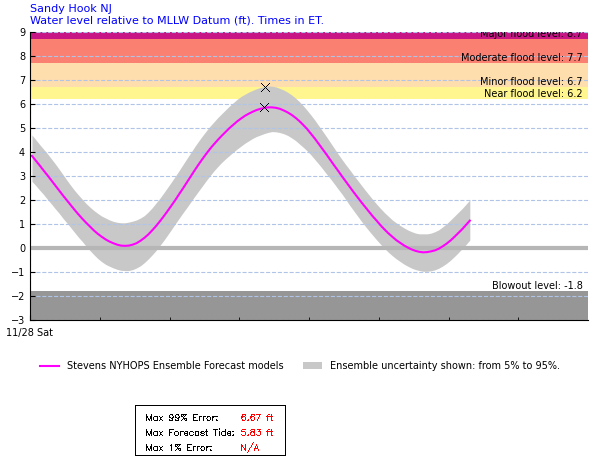 Sandy Hook NJ
Water level relative to MLLW Datum (ft). Times in ET.
9
Major flood level: 8.7
8
Moderate flood level: 7.7
7
Minor flood level: 6.7
Near flood level: 6.2
6
5
4
3
2
1
0
−1
Blowout level: -1.8
−2
−3
11/28 Sat
Stevens NYHOPS Ensemble Forecast models
Ensemble uncertainty shown: from 5% to 95%.
Max 99% Error: 6.67 ft
Max Forecast Tide: 5.83 ft
Max 1% Error: N/A